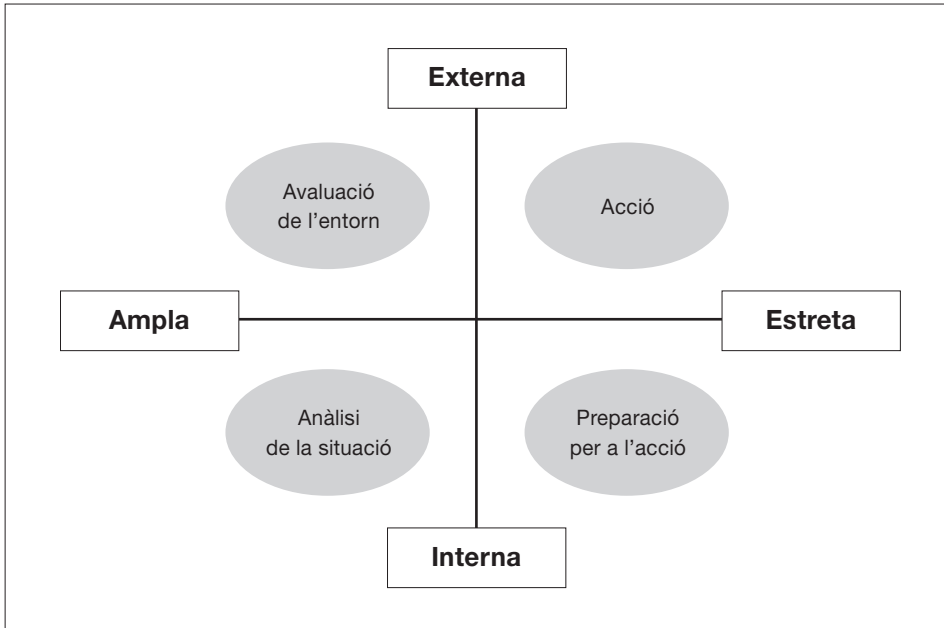 Externa
Avaluació
de l’entorn
Acció
Ampla
Estreta
Anàlisi
de la situació
Preparació
per a l’acció
Interna